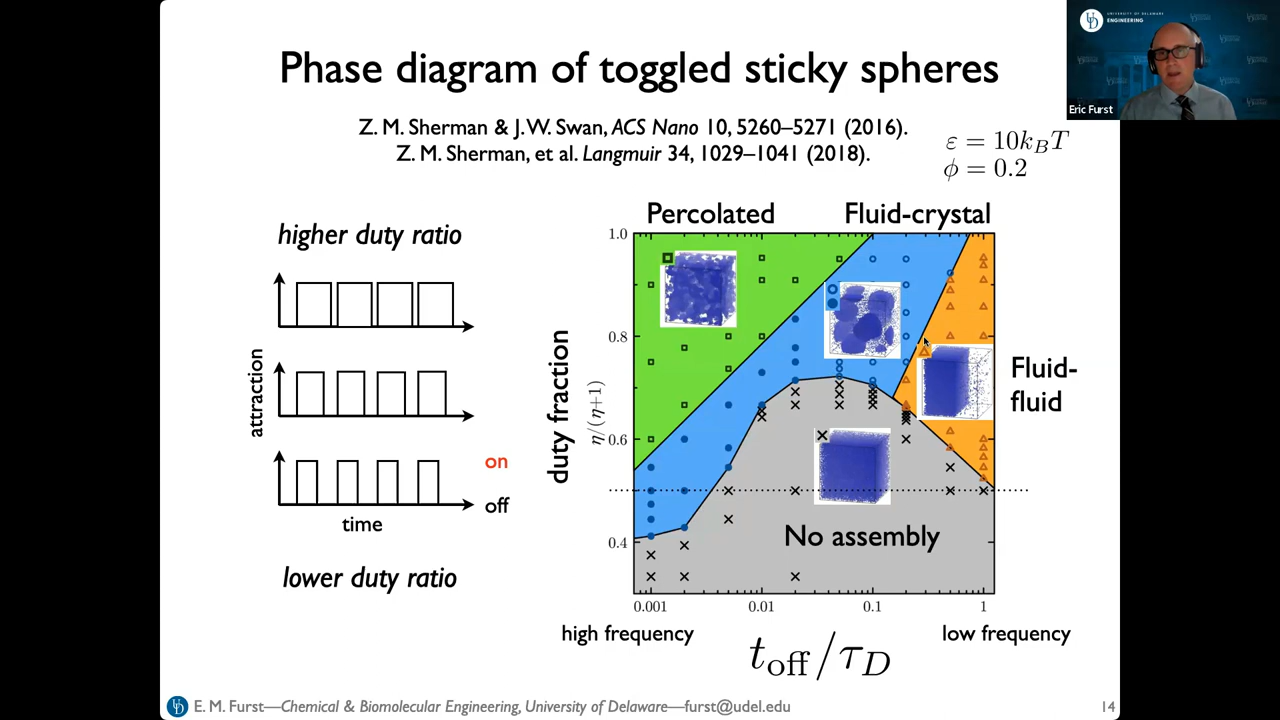 Phase diagram of toggled sticky spheres
UNIVERSITY OF DELAWARE
ENGINEERING
Eric Furst
Z. M. Sherman & J. W. Swan, ACS Nano 10, 5260–5271 (2016).
Z. M. Sherman, et al. Langmuir 34, 1029–1041 (2018).
ε = 10k_BT
ϕ = 0.2
higher duty ratio
attraction
on
off
time
lower duty ratio
Percolated
Fluid-crystal
Fluid-
fluid
No assembly
duty fraction
η/(η+1)
1.0
0.8
0.6
0.4
0.001
0.01
0.1
1
high frequency
low frequency
t_off/τ_D
UD
E. M. Furst—Chemical & Biomolecular Engineering, University of Delaware—furst@udel.edu
14